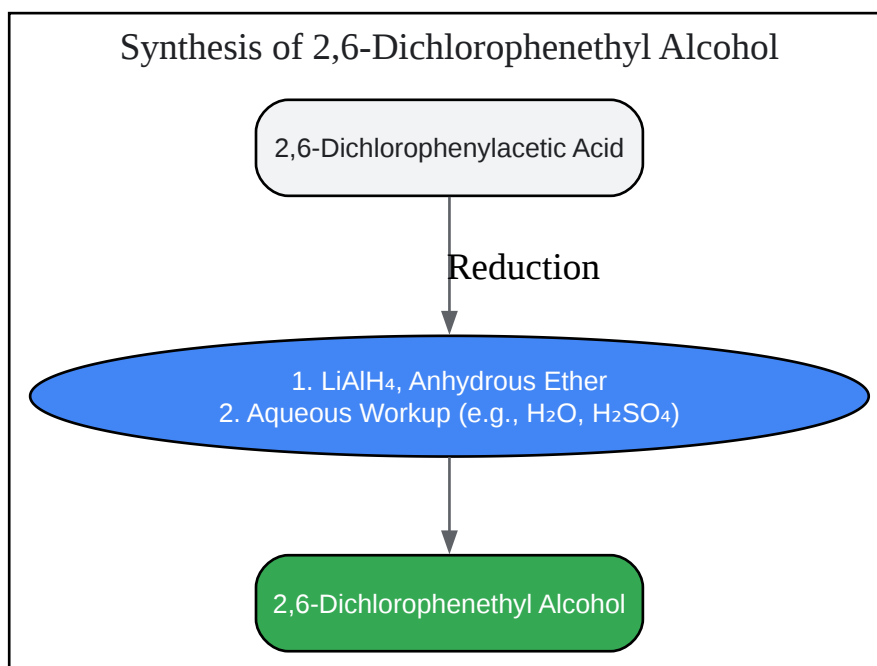 Synthesis of 2,6-Dichlorophenethyl Alcohol
2,6-Dichlorophenylacetic Acid
Reduction
1. LiAlH₄, Anhydrous Ether
2. Aqueous Workup (e.g., H₂O, H₂SO₄)
2,6-Dichlorophenethyl Alcohol